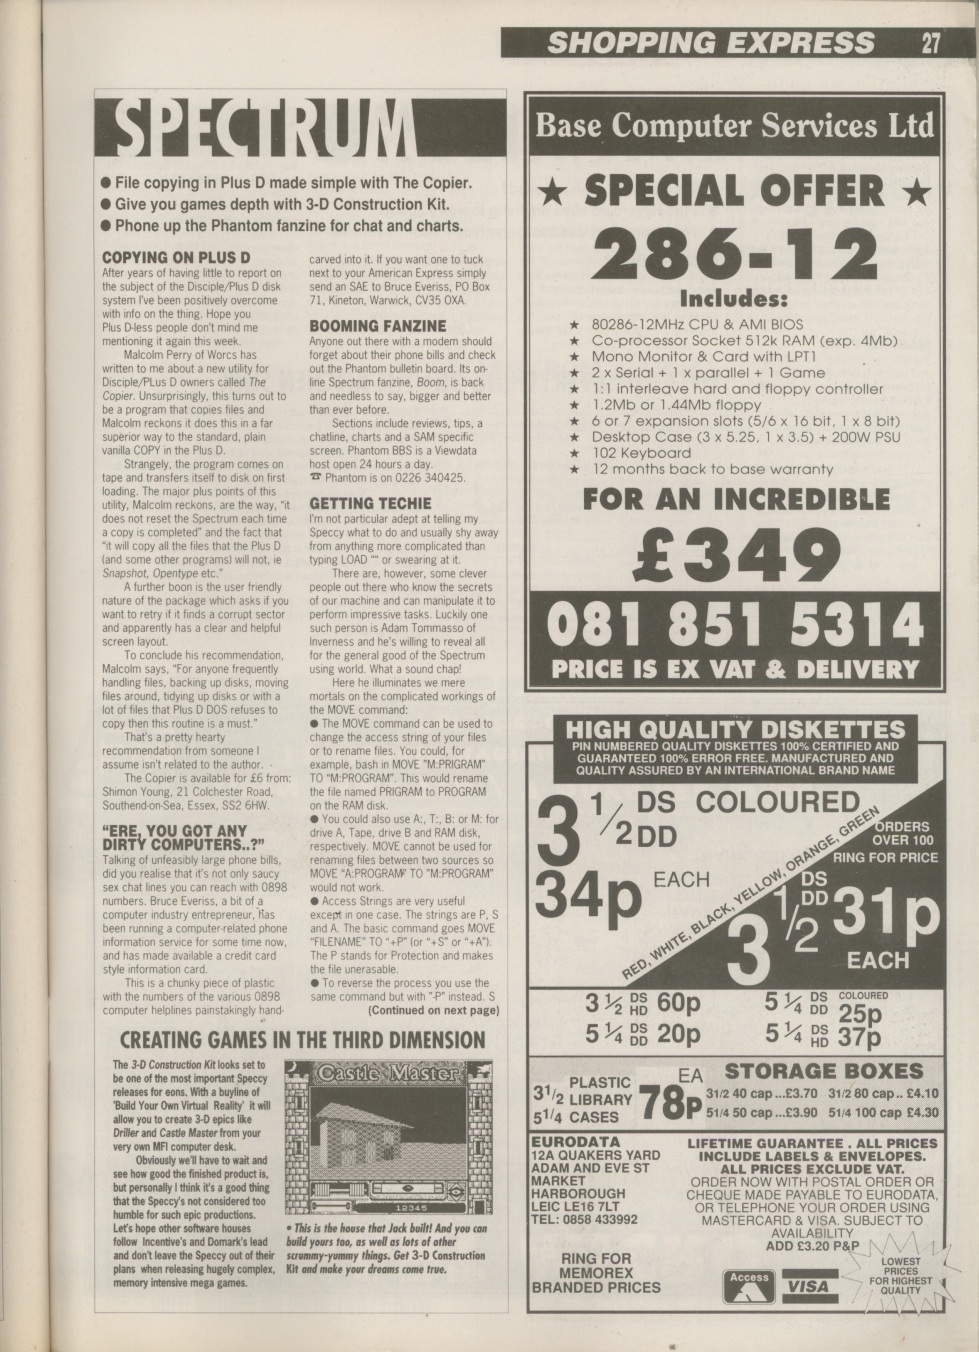 SHOPPING EXPRESS 27
SPECTRUM
● File copying in Plus D made simple with The Copier.
● Give you games depth with 3-D Construction Kit.
● Phone up the Phantom fanzine for chat and charts.
COPYING ON PLUS D
After years of having little to report on
the subject of the Disciple/Plus D disk
system I've been positively overcome
with info on the thing. Hope you
Plus D-less people don't mind me
mentioning it again this week.
Malcolm Perry of Worcs has
written to me about a new utility for
Disciple/PLus D owners called The
Copier. Unsurprisingly, this turns out to
be a program that copies files and
Malcolm reckons it does this in a far
superior way to the standard, plain
vanilla COPY in the Plus D.
Strangely, the program comes on
tape and transfers itself to disk on first
loading. The major plus points of this
utility, Malcolm reckons, are the way, "it
does not reset the Spectrum each time
a copy is completed" and the fact that
"it will copy all the files that the Plus D
(and some other programs) will not, ie
Snapshot, Opentype etc."
A further boon is the user friendly
nature of the package which asks if you
want to retry if it finds a corrupt sector
and apparently has a clear and helpful
screen layout.
To conclude his recommendation,
Malcolm says, "For anyone frequently
handling files, backing up disks, moving
files around, tidying up disks or with a
lot of files that Plus D DOS refuses to
copy then this routine is a must."
That's a pretty hearty
recommendation from someone I
assume isn't related to the author.
The Copier is available for £6 from:
Shimon Young, 21 Colchester Road,
Southend-on-Sea, Essex, SS2 6HW.
"ERE, YOU GOT ANY
DIRTY COMPUTERS..?"
Talking of unfeasibly large phone bills,
did you realise that it's not only saucy
sex chat lines you can reach with 0898
numbers. Bruce Everiss, a bit of a
computer industry entrepreneur, has
been running a computer-related phone
information service for some time now,
and has made available a credit card
style information card.
This is a chunky piece of plastic
with the numbers of the various 0898
computer helplines painstakingly hand-
carved into it. If you want one to tuck
next to your American Express simply
send an SAE to Bruce Everiss, PO Box
71, Kineton, Warwick, CV35 OXA.
BOOMING FANZINE
Anyone out there with a modem should
forget about their phone bills and check
out the Phantom bulletin board. Its on-
line Spectrum fanzine, Boom, is back
and needless to say, bigger and better
than ever before.
Sections include reviews, tips, a
chatline, charts and a SAM specific
screen. Phantom BBS is a Viewdata
host open 24 hours a day.
☎ Phantom is on 0226 340425.
GETTING TECHIE
I'm not particular adept at telling my
Speccy what to do and usually shy away
from anything more complicated than
typing LOAD "" or swearing at it.
There are, however, some clever
people out there who know the secrets
of our machine and can manipulate it to
perform impressive tasks. Luckily one
such person is Adam Tommasso of
Inverness and he's willing to reveal all
for the general good of the Spectrum
using world. What a sound chap!
Here he illuminates we mere
mortals on the complicated workings of
the MOVE command:
● The MOVE command can be used to
change the access string of your files
or to rename files. You could, for
example, bash in MOVE "M:PRIGRAM"
TO "M:PROGRAM". This would rename
the file named PRIGRAM to PROGRAM
on the RAM disk.
● You could also use A:, T:, B: or M: for
drive A, Tape, drive B and RAM disk,
respectively. MOVE cannot be used for
renaming files between two sources so
MOVE "A:PROGRAM" TO "M:PROGRAM"
would not work.
● Access Strings are very useful
except in one case. The strings are P, S
and A. The basic command goes MOVE
"FILENAME" TO "+P" (or "+S" or "+A").
The P stands for Protection and makes
the file unerasable.
● To reverse the process you use the
same command but with "-P" instead. S
(Continued on next page)
CREATING GAMES IN THE THIRD DIMENSION
The 3-D Construction Kit looks set to
be one of the most important Speccy
releases for eons. With a buyline of
'Build Your Own Virtual Reality' it will
allow you to create 3-D epics like
Driller and Castle Master from your
very own MFI computer desk.
Obviously we'll have to wait and
see how good the finished product is,
but personally I think it's a good thing
that the Speccy's not considered too
humble for such epic productions.
Let's hope other software houses
follow Incentive's and Domark's lead
and don't leave the Speccy out of their
plans when releasing hugely complex,
memory intensive mega games.
Castle Master
12345
• This is the house that Jack built! And you can
build yours too, as well as lots of other
scrummy-yummy things. Get 3-D Construction
Kit and make your dreams come true.
Base Computer Services Ltd
★ SPECIAL OFFER ★
286-12
Includes:
★ 80286-12MHz CPU & AMI BIOS
★ Co-processor Socket 512k RAM (exp. 4Mb)
★ Mono Monitor & Card with LPT1
★ 2 x Serial + 1 x parallel + 1 Game
★ 1:1 interleave hard and floppy controller
★ 1.2Mb or 1.44Mb floppy
★ 6 or 7 expansion slots (5/6 x 16 bit, 1 x 8 bit)
★ Desktop Case (3 x 5.25, 1 x 3.5) + 200W PSU
★ 102 Keyboard
★ 12 months back to base warranty
FOR AN INCREDIBLE
£349
081 851 5314
PRICE IS EX VAT & DELIVERY
HIGH QUALITY DISKETTES
PIN NUMBERED QUALITY DISKETTES 100% CERTIFIED AND
GUARANTEED 100% ERROR FREE. MANUFACTURED AND
QUALITY ASSURED BY AN INTERNATIONAL BRAND NAME
3 1/2 DS DD COLOURED
34p EACH
RED, WHITE, BLACK, YELLOW, ORANGE, GREEN
ORDERS
OVER 100
RING FOR PRICE
3 1/2 DS DD 31p
EACH
3 ½ DS HD 60p
5 ¼ DS DD 20p
5 ¼ DS DD COLOURED 25p
5 ¼ DS HD 37p
3 1/2 PLASTIC
LIBRARY
5 1/4 CASES
78p EA
STORAGE BOXES
31/2 40 cap ...£3.70 31/2 80 cap .. £4.10
51/4 50 cap ...£3.90 51/4 100 cap £4.30
EURODATA
12A QUAKERS YARD
ADAM AND EVE ST
MARKET
HARBOROUGH
LEIC LE16 7LT
TEL: 0858 433992
RING FOR
MEMOREX
BRANDED PRICES
LIFETIME GUARANTEE . ALL PRICES
INCLUDE LABELS & ENVELOPES.
ALL PRICES EXCLUDE VAT.
ORDER NOW WITH POSTAL ORDER OR
CHEQUE MADE PAYABLE TO EURODATA,
OR TELEPHONE YOUR ORDER USING
MASTERCARD & VISA. SUBJECT TO
AVAILABILITY
ADD £3.20 P&P
Access
VISA
LOWEST
PRICES
FOR HIGHEST
QUALITY